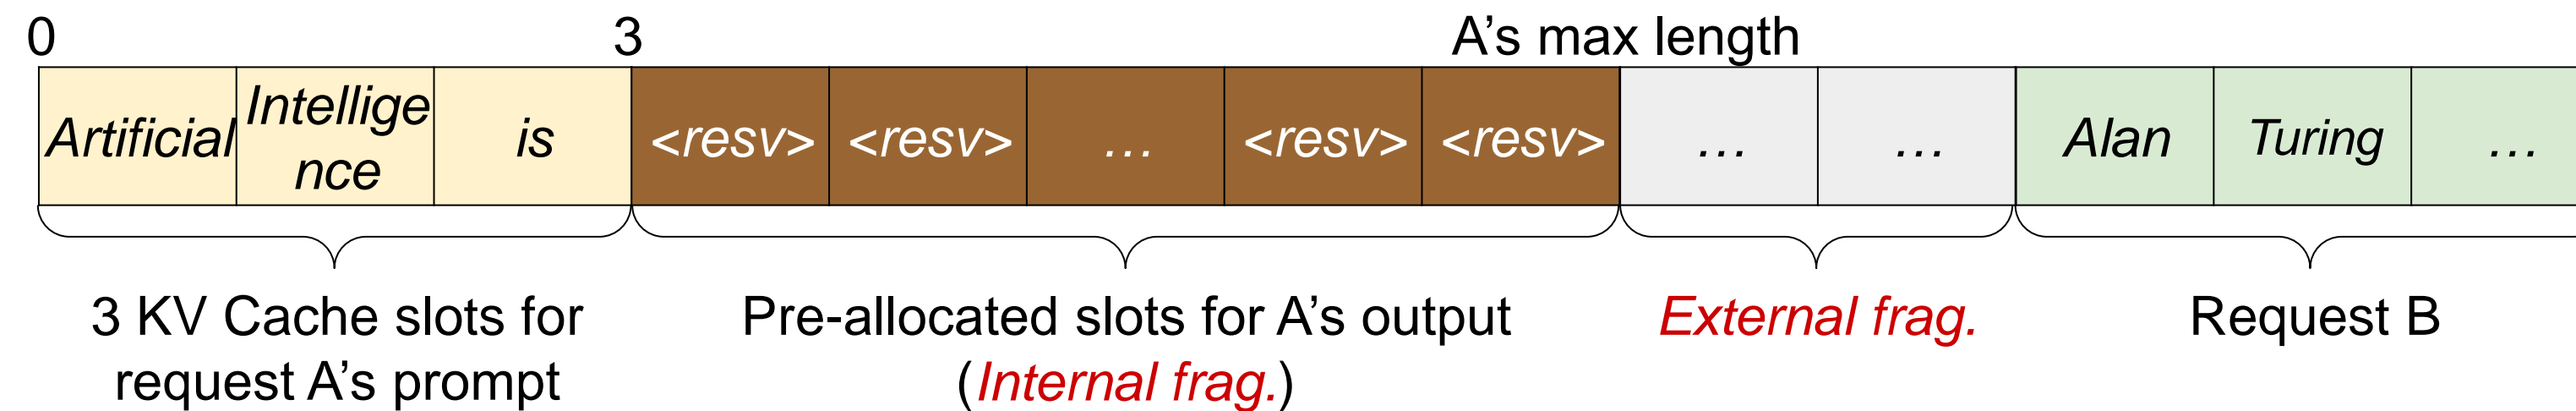 0 3 A’s max length
Artificial Intellige
nce is <resv> <resv> … <resv> <resv> … … Alan Turing …
3 KV Cache slots for
request A’s prompt
Pre-allocated slots for A’s output
(Internal frag.)
External frag.
Request B